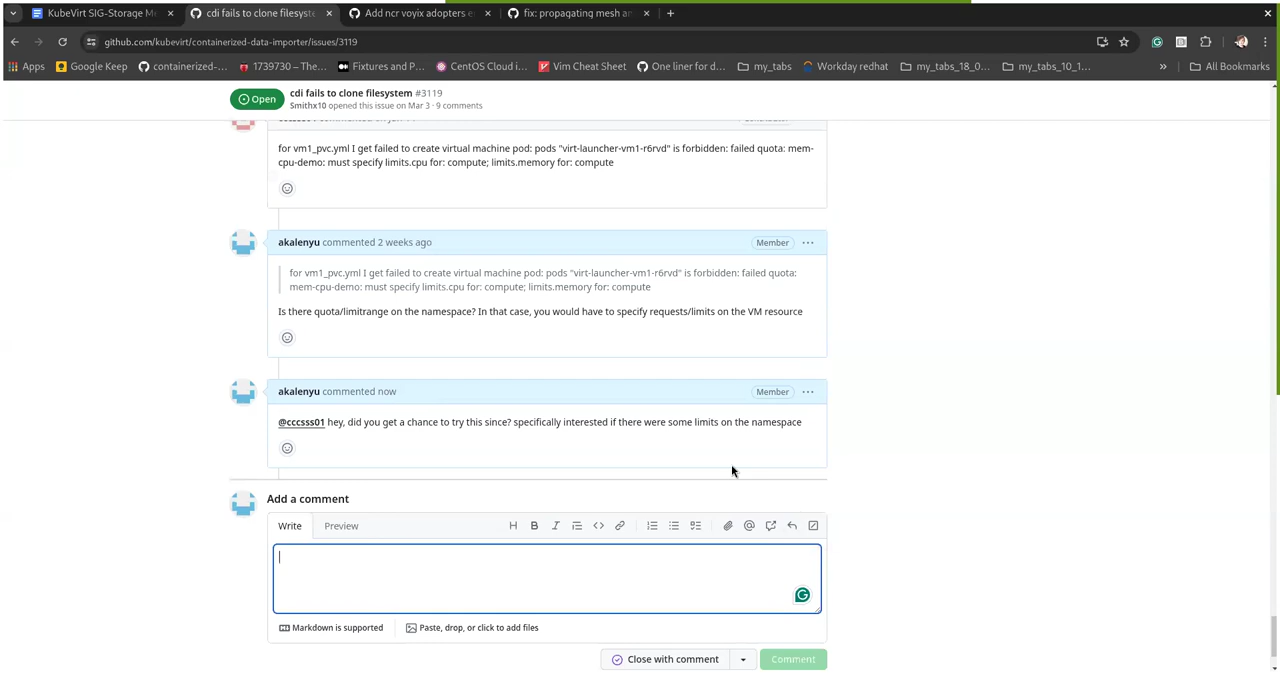 KubeVirt SIG-Storage M
cdi fails to clone filesyste
Add ncr voyix adopters e
fix: propagating mesh a
github.com/kubevirt/containerized-data-importer/issues/3119
Apps
Google Keep
containerized-...
1739730 – The...
Fixtures and P...
CentOS Cloud i...
Vim Cheat Sheet
One liner for d...
my_tabs
Workday redhat
my_tabs_18_0...
my_tabs_10_1...
»
All Bookmarks
Open
cdi fails to clone filesystem #3119
Smithx10 opened this issue on Mar 3 · 9 comments
for vm1_pvc.yml I get failed to create virtual machine pod: pods "virt-launcher-vm1-r6rvd" is forbidden: failed quota: mem-
cpu-demo: must specify limits.cpu for: compute; limits.memory for: compute
akalenyu commented 2 weeks ago
Member
for vm1_pvc.yml I get failed to create virtual machine pod: pods "virt-launcher-vm1-r6rvd" is forbidden: failed quota:
mem-cpu-demo: must specify limits.cpu for: compute; limits.memory for: compute
Is there quota/limitrange on the namespace? In that case, you would have to specify requests/limits on the VM resource
akalenyu commented now
Member
@cccsss01 hey, did you get a chance to try this since? specifically interested if there were some limits on the namespace
Add a comment
Write
Preview
Markdown is supported
Paste, drop, or click to add files
Close with comment
Comment